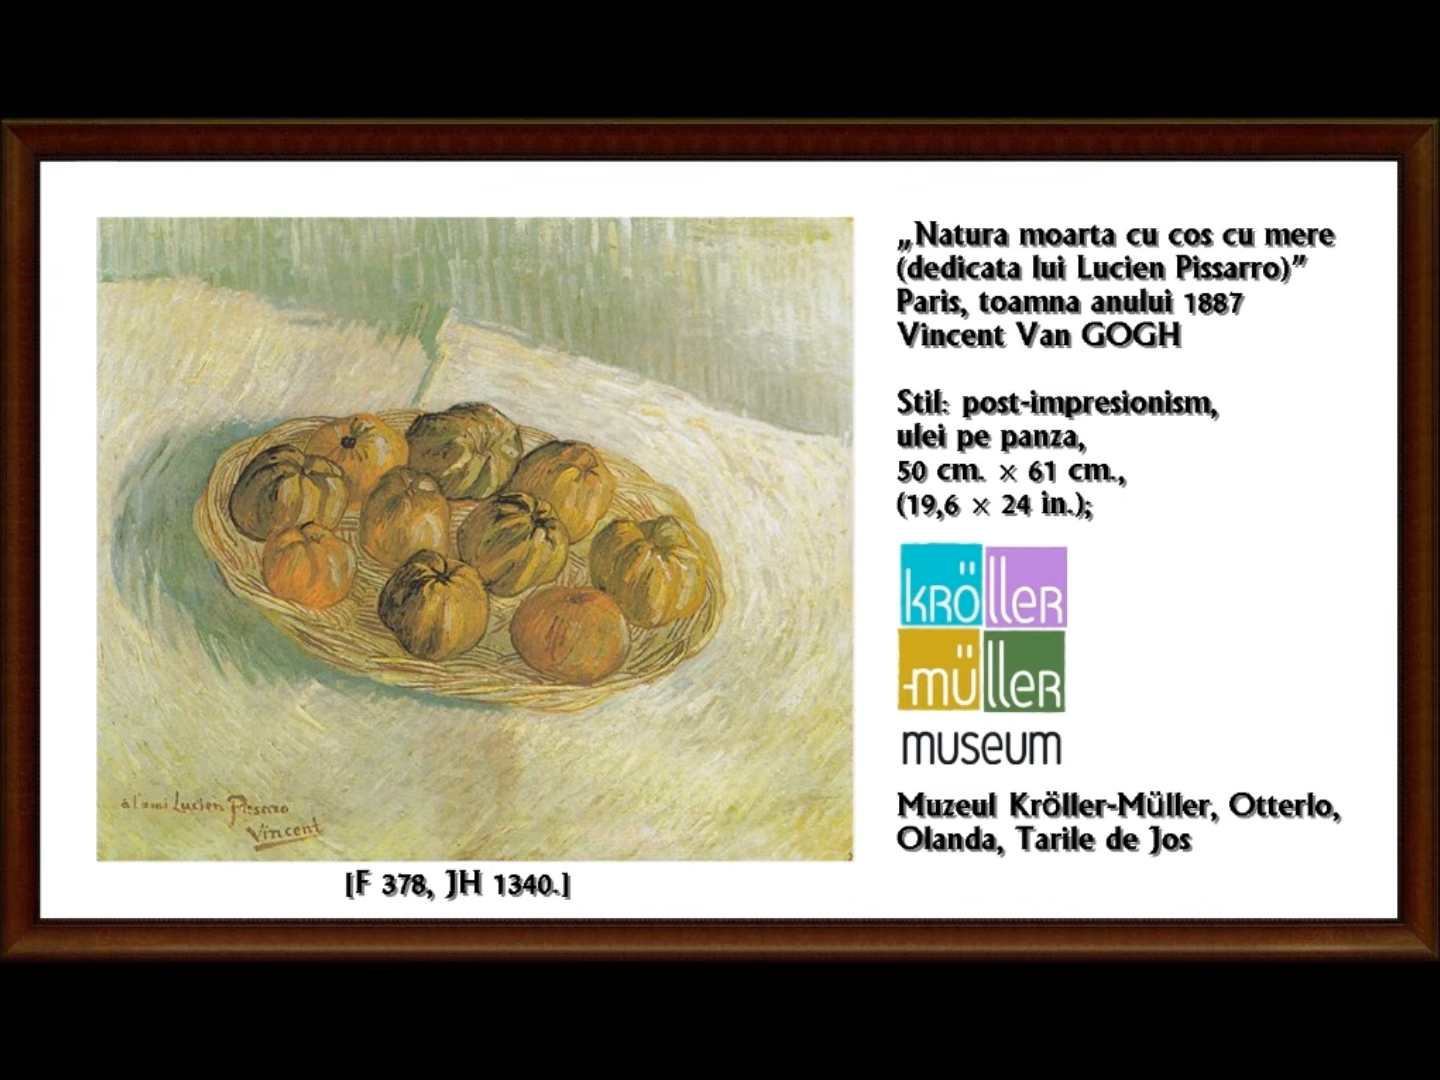 „Natura moarta cu cos cu mere
(dedicata lui Lucien Pissarro)”
Paris, toamna anului 1887
Vincent Van GOGH
Stil: post-impresionism,
ulei pe panza,
50 cm. × 61 cm.,
(19,6 × 24 in.);
kröller
-müller
museum
Muzeul Kröller-Müller, Otterlo,
Olanda, Tarile de Jos
à l'ami Lucien Pissaro
Vincent
[F 378, JH 1340.]